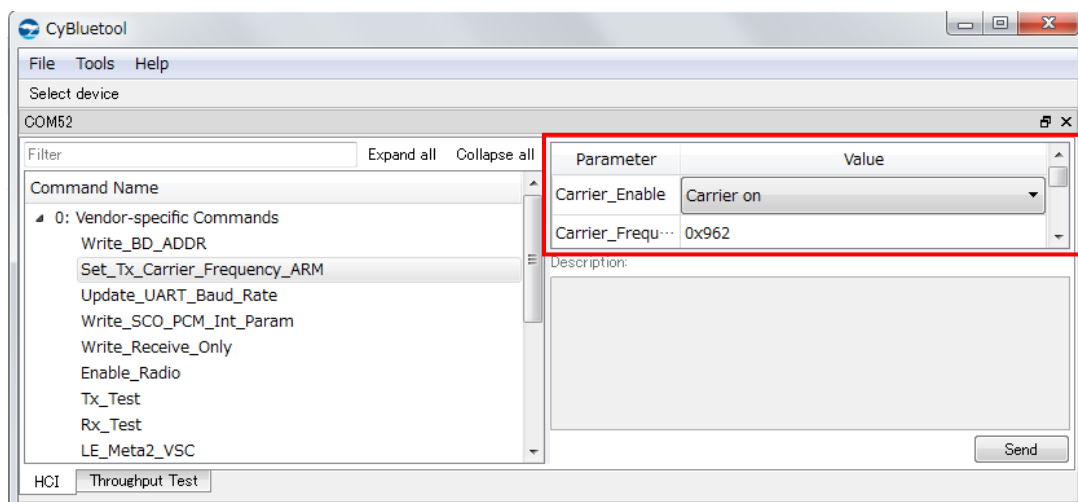 CyBluetool
File Tools Help
Select device
COM52
Filter
Expand all Collapse all
Command Name
0: Vendor-specific Commands
Write_BD_ADDR
Set_Tx_Carrier_Frequency_ARM
Update_UART_Baud_Rate
Write_SCO_PCM_Int_Param
Write_Receive_Only
Enable_Radio
Tx_Test
Rx_Test
LE_Meta2_VSC
Parameter Value
Carrier_Enable Carrier on
Carrier_Frequ⋯ 0x962
Description:
Send
HCI Throughput Test